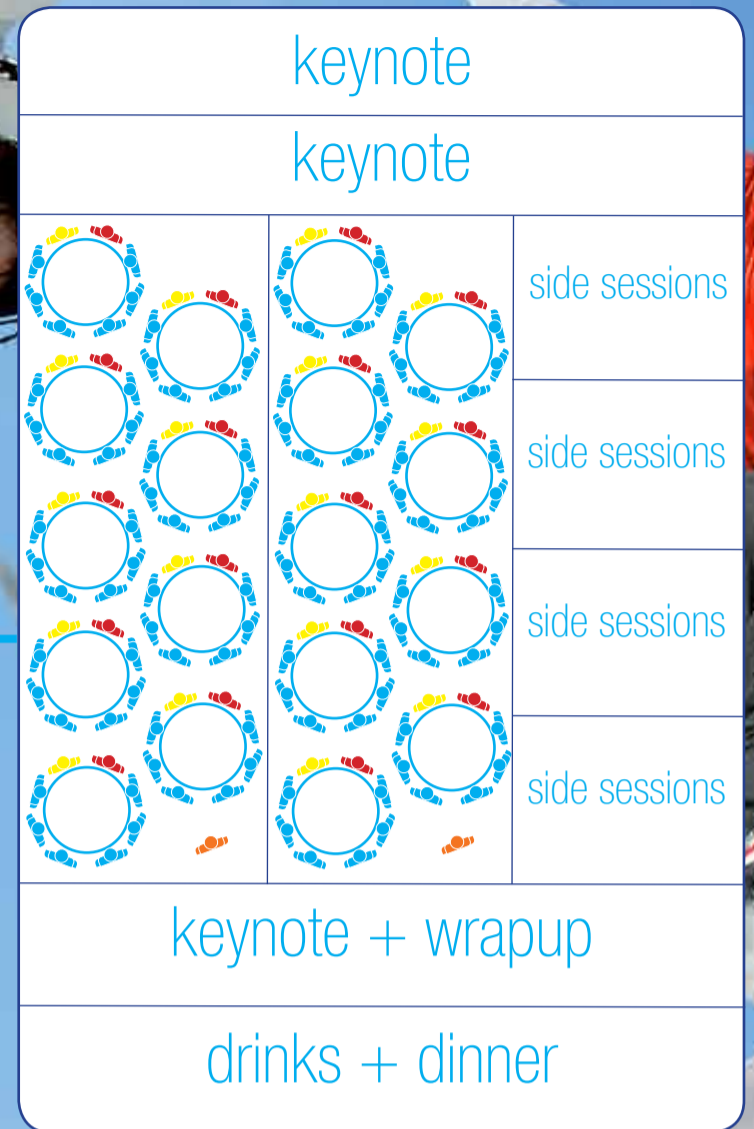 keynote
keynote
side sessions
side sessions
side sessions
side sessions
keynote + wrapup
drinks + dinner